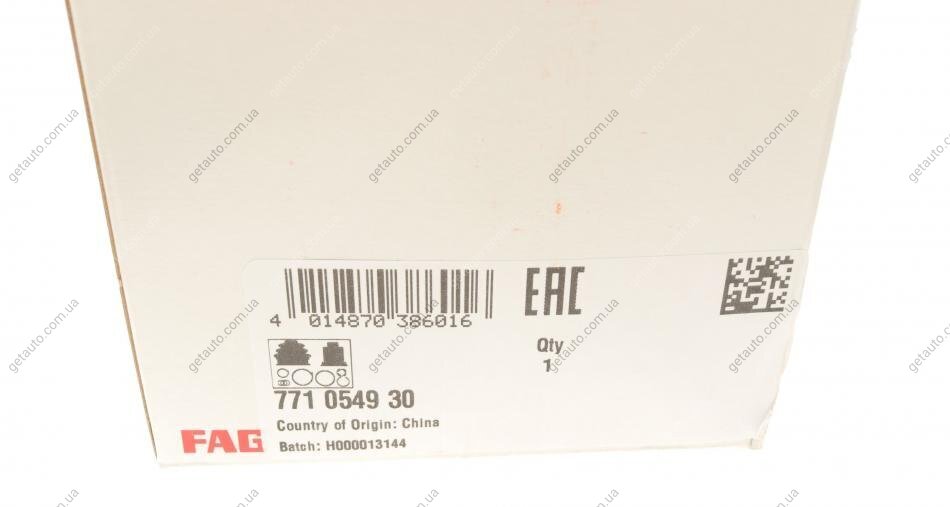 getauto.com.ua
EAC
4 014870 386016
Qty
1
771 0549 30
Country of Origin: China
FAG
Batch: H000013144